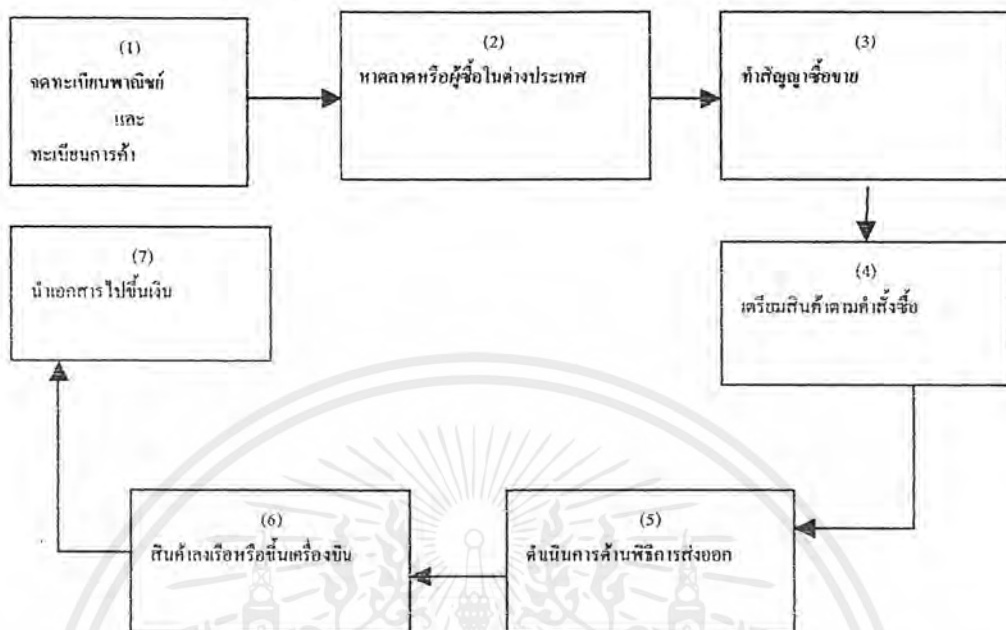 (1)
จดทะเบียนพาณิชย์
และ
ทะเบียนการค้า
(2)
หาตลาดหรือผู้ซื้อในต่างประเทศ
(3)
ทำสัญญาซื้อขาย
(4)
เตรียมสินค้าตามคำสั่งซื้อ
(5)
ดำเนินการด้านพิธีการส่งออก
(6)
สินค้าลงเรือหรือขึ้นเครื่องบิน
(7)
นำเอกสารไปขึ้นเงิน